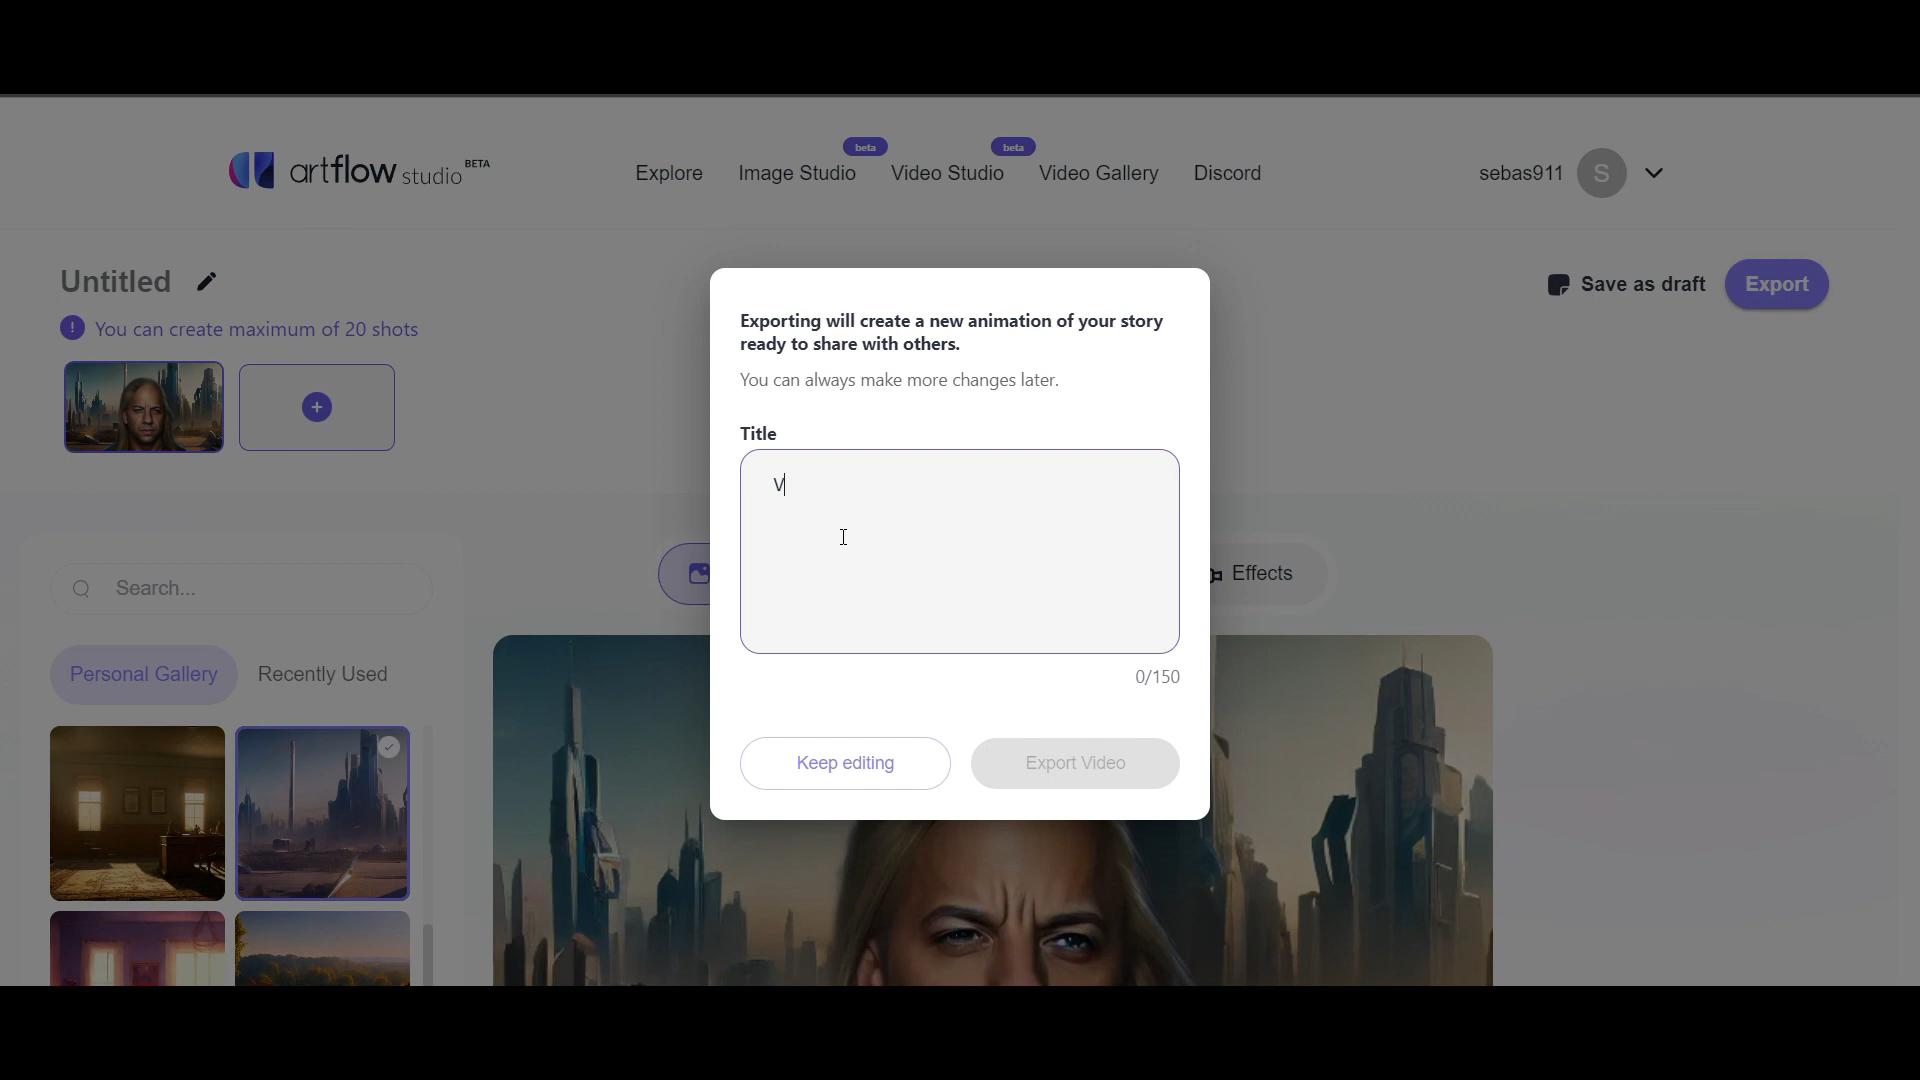 artflow studio BETA
Explore
Image Studio
beta
Video Studio
beta
Video Gallery
Discord
sebas911
S
Untitled
You can create maximum of 20 shots
Save as draft
Export
Exporting will create a new animation of your story
ready to share with others.
You can always make more changes later.
Title
V
0/150
Keep editing
Export Video
Search...
Personal Gallery
Recently Used
Effects